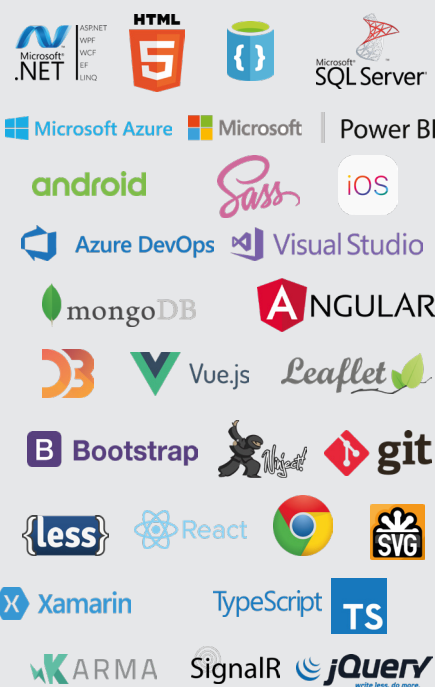 Microsoft®
.NET
ASP.NET
WPF
WCF
EF
LINQ
HTML
5
{}
Microsoft®
SQL Server®
Microsoft Azure
Microsoft
Power BI
android
Sass
iOS
Azure DevOps
Visual Studio
mongoDB
A
NGULAR
D3
Vue.js
Leaflet
B
Bootstrap
Ninject!
git
{less}
React
SVG
X
Xamarin
TypeScript
TS
KARMA
SignalR
jQuery
write less, do more.